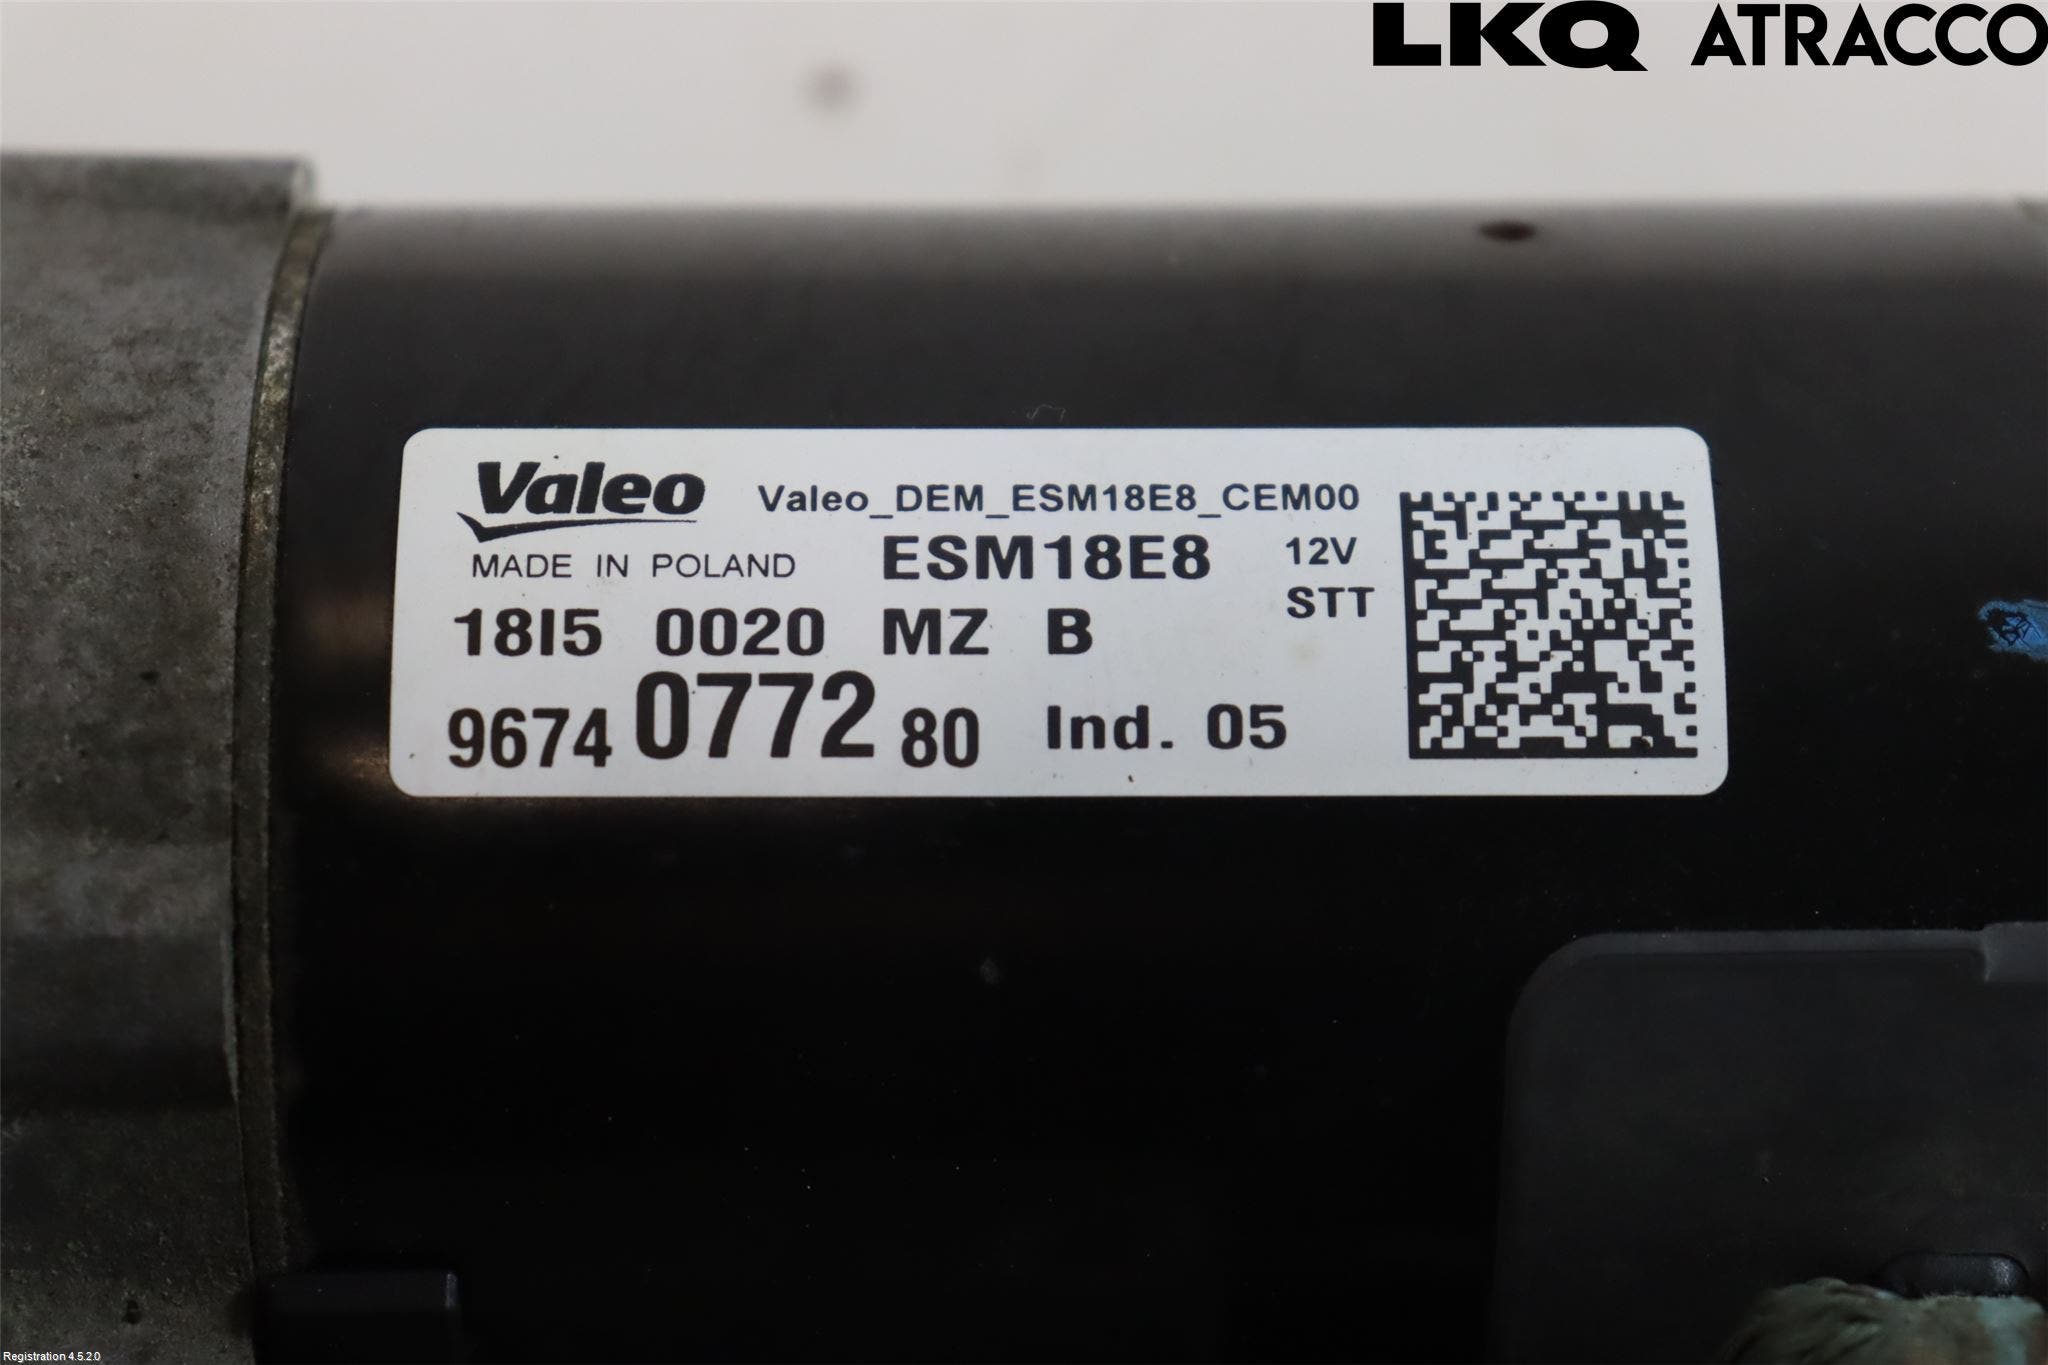 LKQ ATRACCO
Valeo Valeo_DEM_ESM18E8_CEM00
MADE IN POLAND ESM18E8 12V
STT
18I5 0020 MZ B
9674 0772 80 Ind. 05
Registration 4.5.2.0